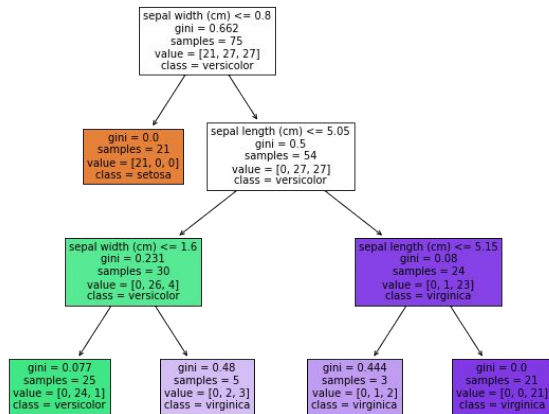 sepal width (cm) <= 0.8
gini = 0.662
samples = 75
value = [21, 27, 27]
class = versicolor
gini = 0.0
samples = 21
value = [21, 0, 0]
class = setosa
sepal length (cm) <= 5.05
gini = 0.5
samples = 54
value = [0, 27, 27]
class = versicolor
sepal width (cm) <= 1.6
gini = 0.231
samples = 30
value = [0, 26, 4]
class = versicolor
sepal length (cm) <= 5.15
gini = 0.08
samples = 24
value = [0, 1, 23]
class = virginica
gini = 0.077
samples = 25
value = [0, 24, 1]
class = versicolor
gini = 0.48
samples = 5
value = [0, 2, 3]
class = virginica
gini = 0.444
samples = 3
value = [0, 1, 2]
class = virginica
gini = 0.0
samples = 21
value = [0, 0, 21]
class = virginica